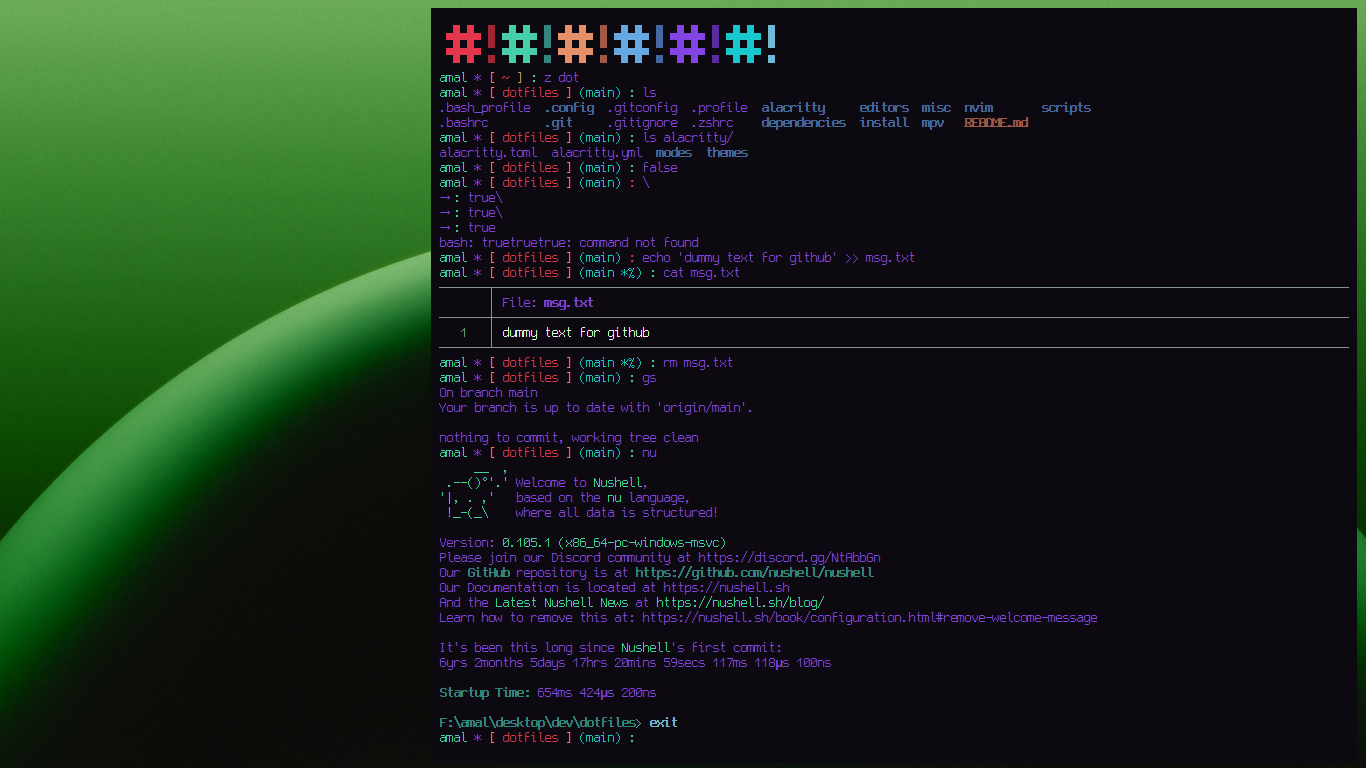 #!#!#!#!#!#!
amal * [ ~ ] : z dot
amal * [ dotfiles ] (main) : ls
.bash_profile .config .gitconfig .profile alacritty editors misc nvim scripts
.bashrc .git .gitignore .zshrc dependencies install mpv README.md
amal * [ dotfiles ] (main) : ls alacritty/
alacritty.toml alacritty.yml modes themes
amal * [ dotfiles ] (main) : false
amal * [ dotfiles ] (main) : \
→ : true\
→ : true\
→ : true
bash: truetruetrue: command not found
amal * [ dotfiles ] (main) : echo 'dummy text for github' >> msg.txt
amal * [ dotfiles ] (main *%) : cat msg.txt
File: msg.txt
1 dummy text for github
amal * [ dotfiles ] (main *%) : rm msg.txt
amal * [ dotfiles ] (main) : gs
On branch main
Your branch is up to date with 'origin/main'.
nothing to commit, working tree clean
amal * [ dotfiles ] (main) : nu
__ ,
.--()°'.' Welcome to Nushell,
'|, . ,' based on the nu language,
!_-(_\ where all data is structured!
Version: 0.105.1 (x86_64-pc-windows-msvc)
Please join our Discord community at https://discord.gg/NtAbbGn
Our GitHub repository is at https://github.com/nushell/nushell
Our Documentation is located at https://nushell.sh
And the Latest Nushell News at https://nushell.sh/blog/
Learn how to remove this at: https://nushell.sh/book/configuration.html#remove-welcome-message
It's been this long since Nushell's first commit:
6yrs 2months 5days 17hrs 20mins 59secs 117ms 118µs 100ns
Startup Time: 654ms 424µs 200ns
F:\amal\desktop\dev\dotfiles> exit
amal * [ dotfiles ] (main) :